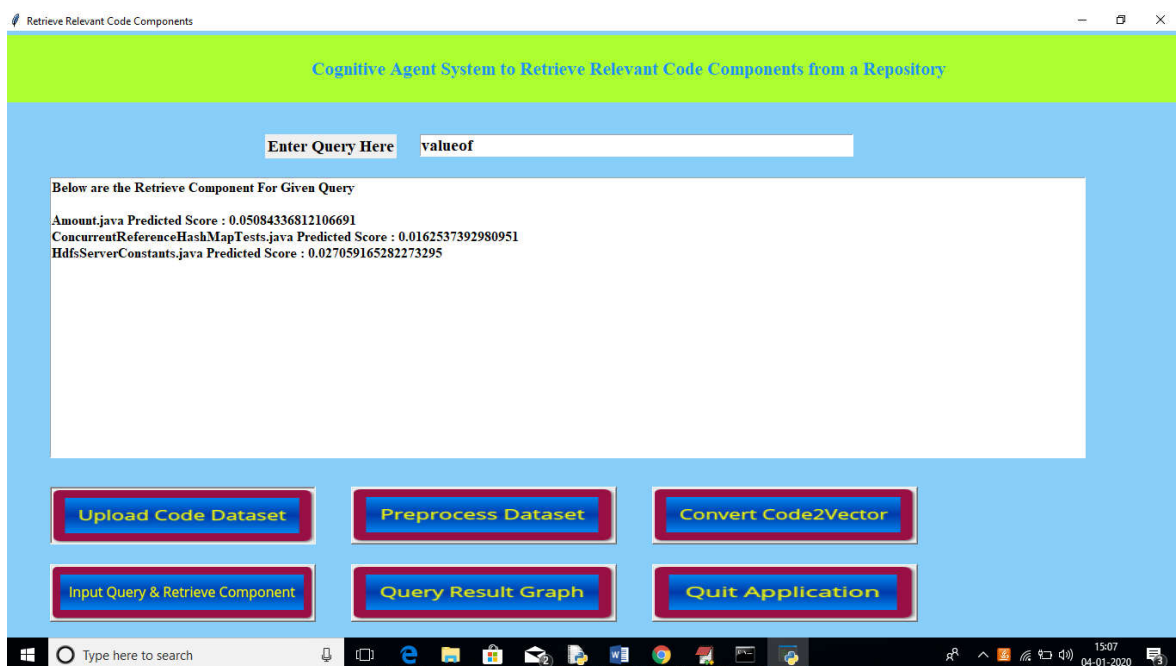 Retrieve Relevant Code Components
Cognitive Agent System to Retrieve Relevant Code Components from a Repository
Enter Query Here valueof
Below are the Retrieve Component For Given Query
Amount.java Predicted Score : 0.05084336812106691
ConcurrentReferenceHashMapTests.java Predicted Score : 0.0162537392980951
HdfsServerConstants.java Predicted Score : 0.027059165282273295
Upload Code Dataset Preprocess Dataset Convert Code2Vector
Input Query & Retrieve Component Query Result Graph Quit Application
Type here to search 15:07
04-01-2020